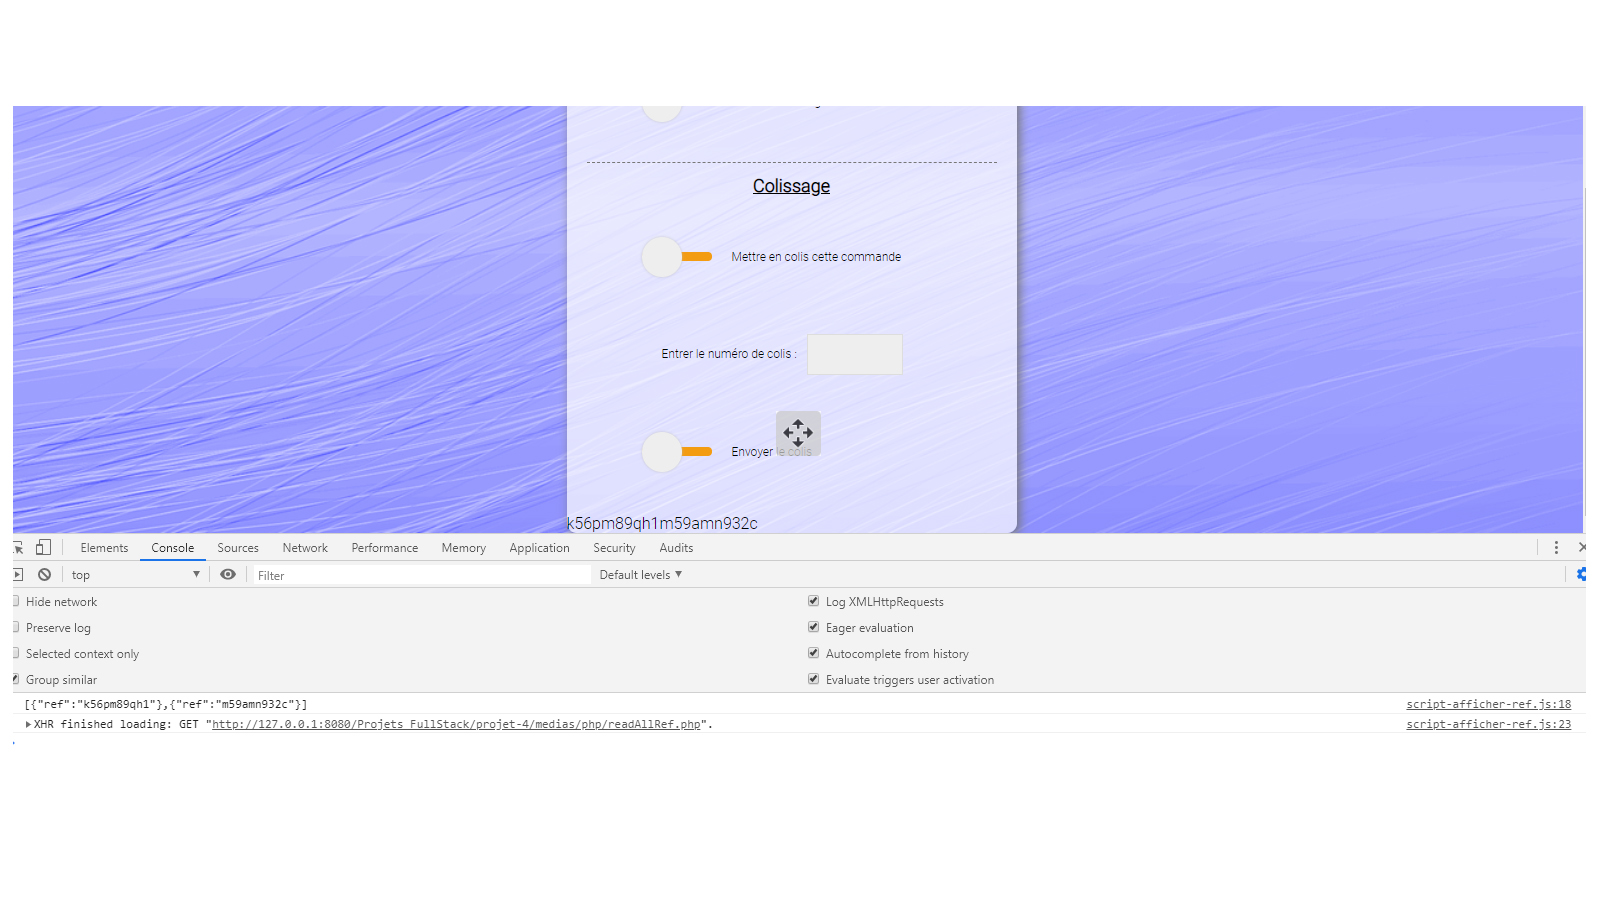 Colissage
Mettre en colis cette commande
Entrer le numéro de colis :
Envoyer le colis
k56pm89qh1m59amn932c
Elements Console Sources Network Performance Memory Application Security Audits
top Filter Default levels
Hide network Log XMLHttpRequests
Preserve log Eager evaluation
Selected context only Autocomplete from history
Group similar Evaluate triggers user activation
[{"ref":"k56pm89qh1"},{"ref":"m59amn932c"}] script-afficher-ref.js:18
XHR finished loading: GET "http://127.0.0.1:8080/Projets FullStack/projet-4/medias/php/readAllRef.php". script-afficher-ref.js:23